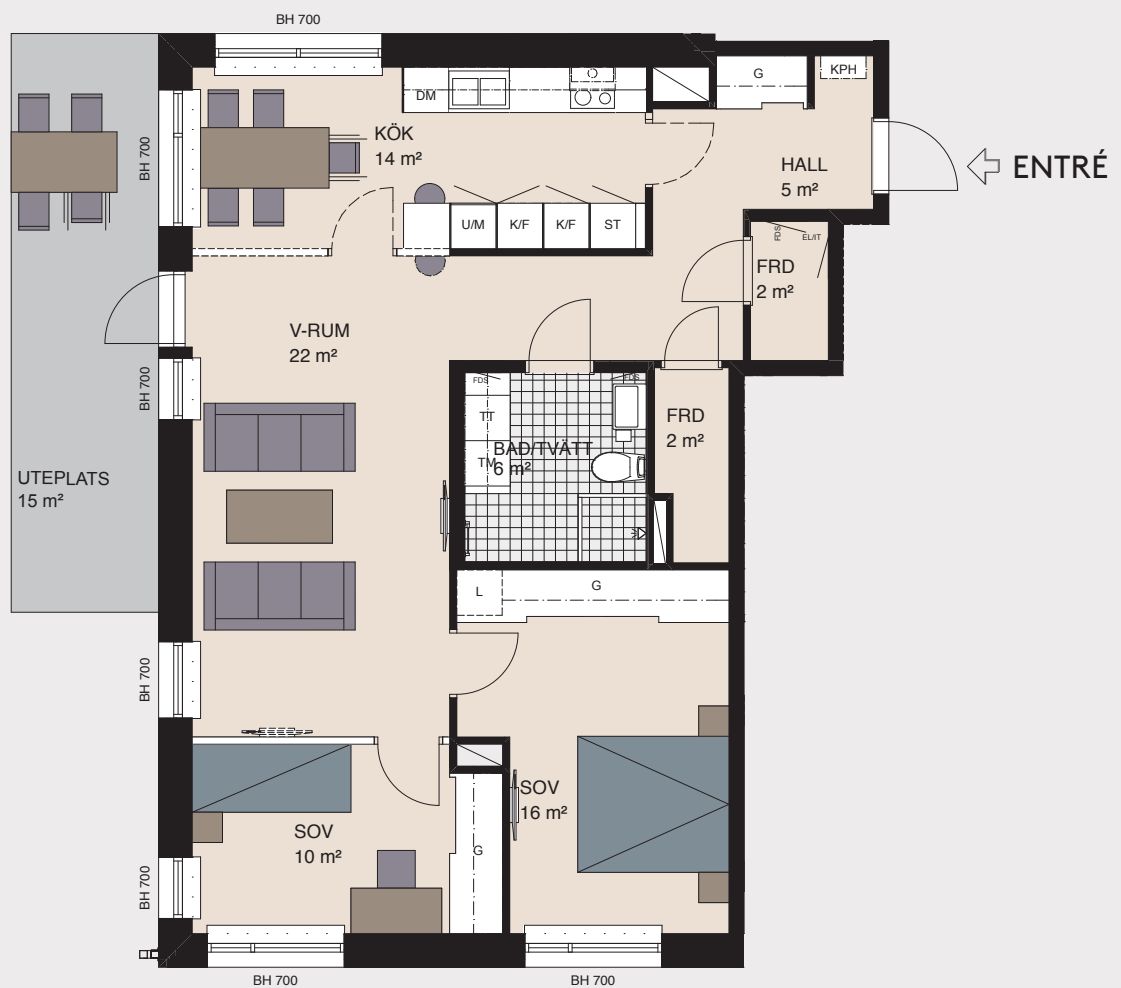 BH 700
G
KPH
DM
BH 700
KÖK
14 m²
HALL
5 m²
ENTRÉ
U/M
K/F
K/F
ST
FDS
EL/IT
FRD
2 m²
V-RUM
22 m²
BH 700
FDS
FDS
TT
FRD
2 m²
BAD/TVÄTT
TM
6 m²
UTEPLATS
15 m²
L
G
BH 700
SOV
16 m²
SOV
10 m²
G
BH 700
BH 700
BH 700